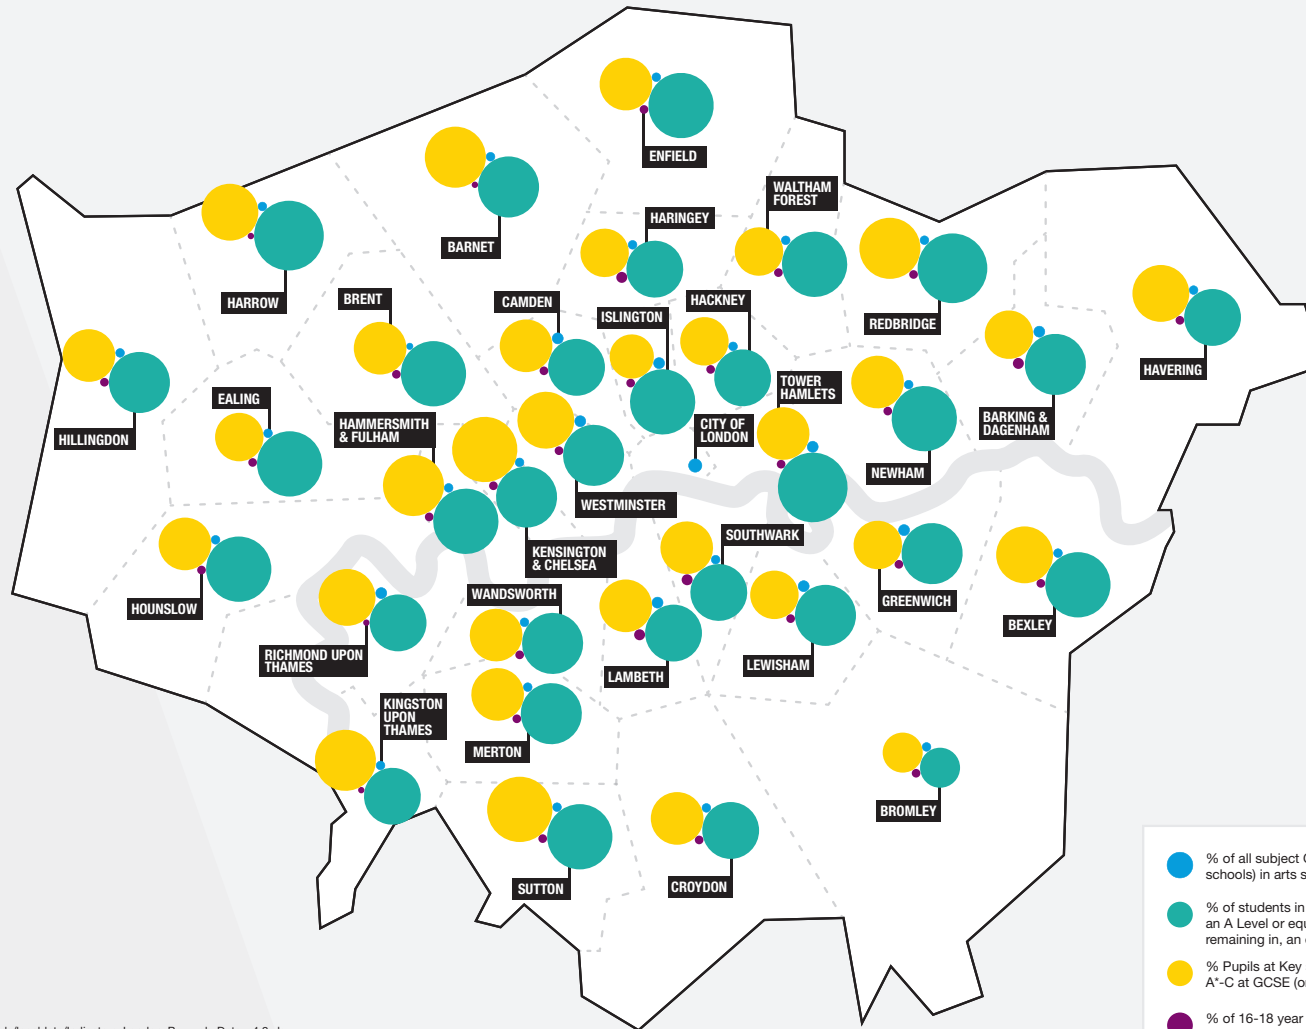 ENFIELD
WALTHAM
FOREST
HARINGEY
BARNET
HARROW
BRENT
CAMDEN
ISLINGTON
HACKNEY
REDBRIDGE
HAVERING
HILLINGDON
EALING
HAMMERSMITH
& FULHAM
TOWER
HAMLETS
CITY OF
LONDON
BARKING &
DAGENHAM
NEWHAM
WESTMINSTER
SOUTHWARK
KENSINGTON
& CHELSEA
HOUNSLOW
WANDSWORTH
GREENWICH
BEXLEY
RICHMOND UPON
THAMES
LAMBETH
LEWISHAM
KINGSTON
UPON
THAMES
MERTON
BROMLEY
SUTTON
CROYDON
% of all subject
schools) in arts
% of students in
an A Level or
remaining in, an
% Pupils at Key
A*-C at GCSE
% of 16-18 year